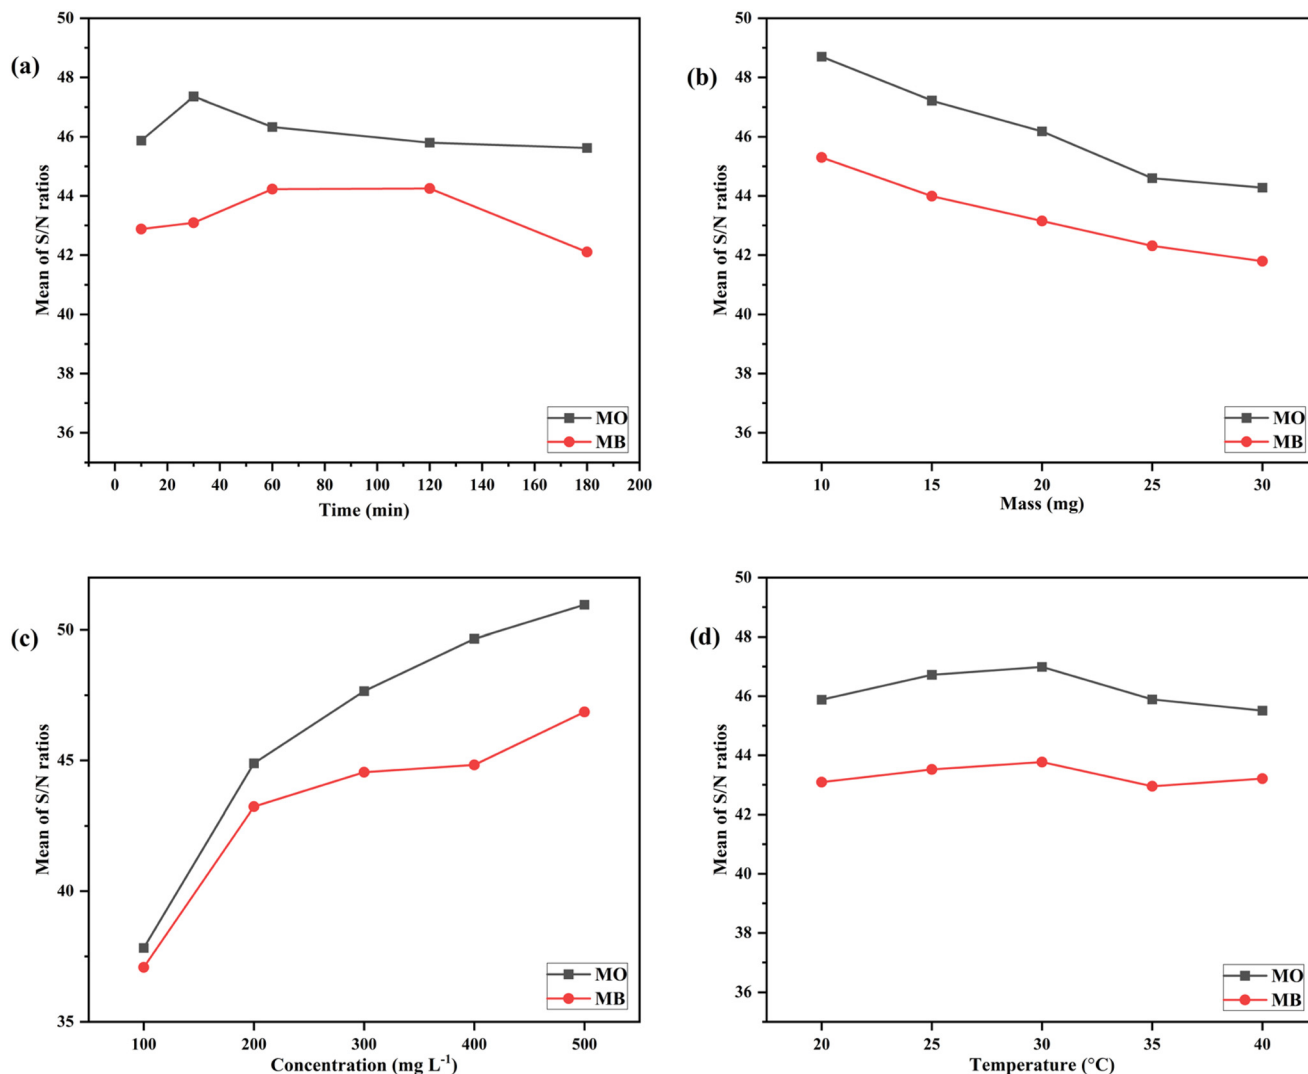 (a)
Mean of S/N ratios
50
48
46
44
42
40
38
36
0 20 40 60 80 100 120 140 160 180 200
Time (min)
MO
MB
(b)
Mean of S/N ratios
50
48
46
44
42
40
38
36
10 15 20 25 30
Mass (mg)
MO
MB
(c)
Mean of S/N ratios
50
45
40
35
100 200 300 400 500
Concentration (mg L⁻¹)
MO
MB
(d)
Mean of S/N ratios
50
48
46
44
42
40
38
36
20 25 30 35 40
Temperature (°C)
MO
MB